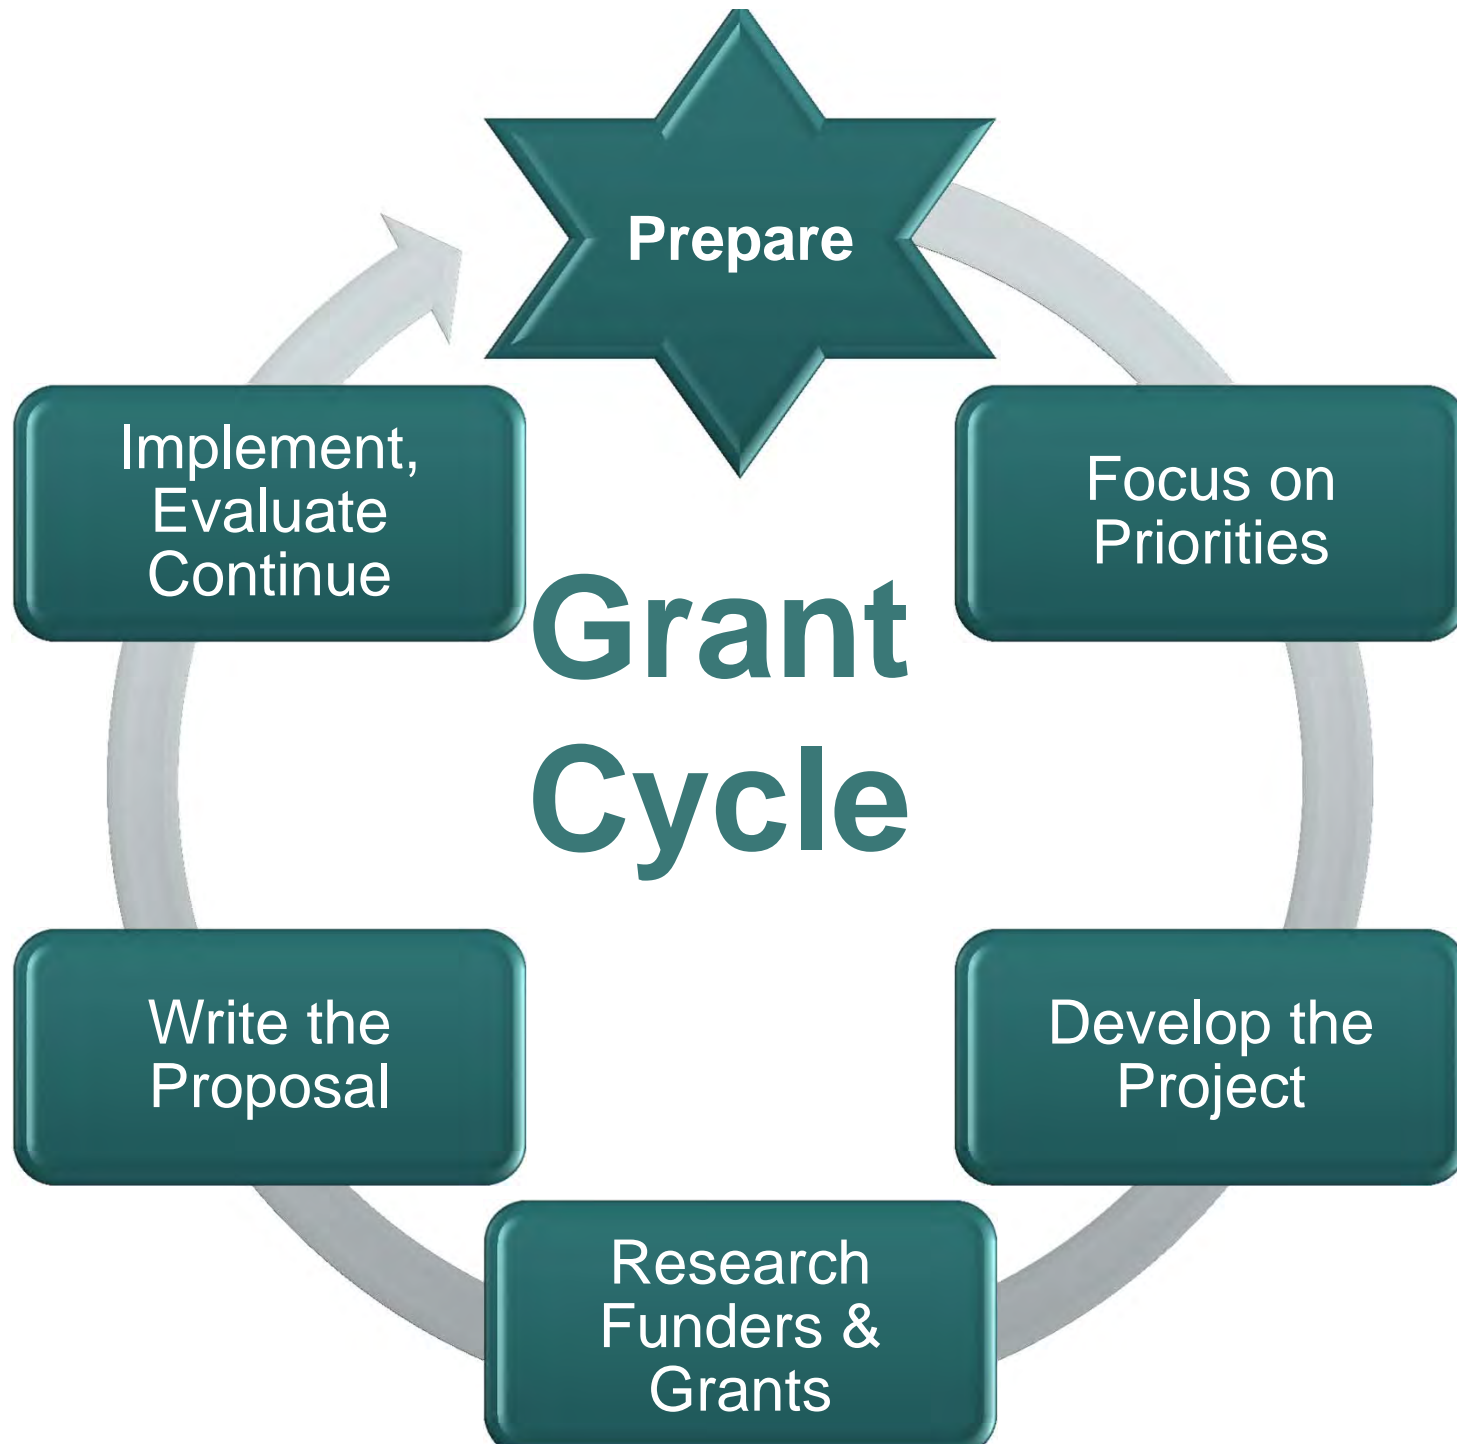 Prepare
Focus on
Priorities
Develop the
Project
Research
Funders &
Grants
Write the
Proposal
Implement,
Evaluate
Continue
Grant
Cycle